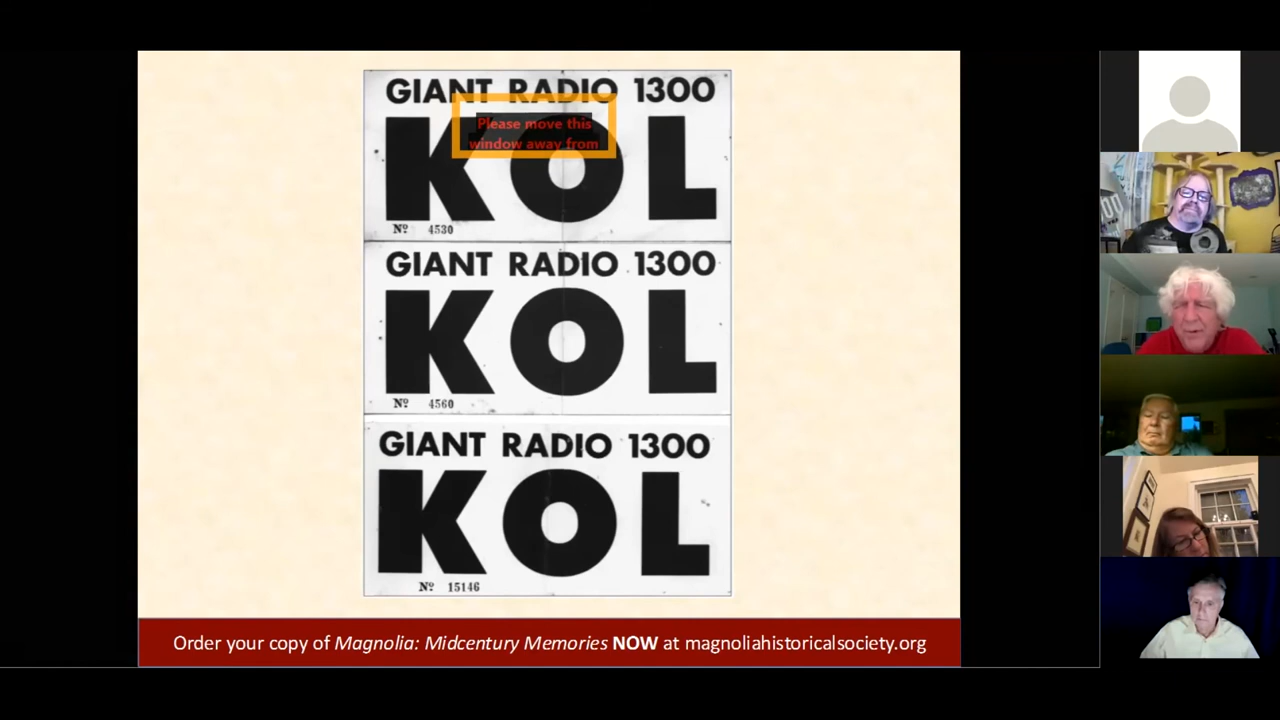 GIANT RADIO 1300
Please move this
window away from
KOL
Nº 4530
GIANT RADIO 1300
KOL
Nº 4560
GIANT RADIO 1300
KOL
Nº 15146
Order your copy of Magnolia: Midcentury Memories NOW at magnoliahistoricalsociety.org